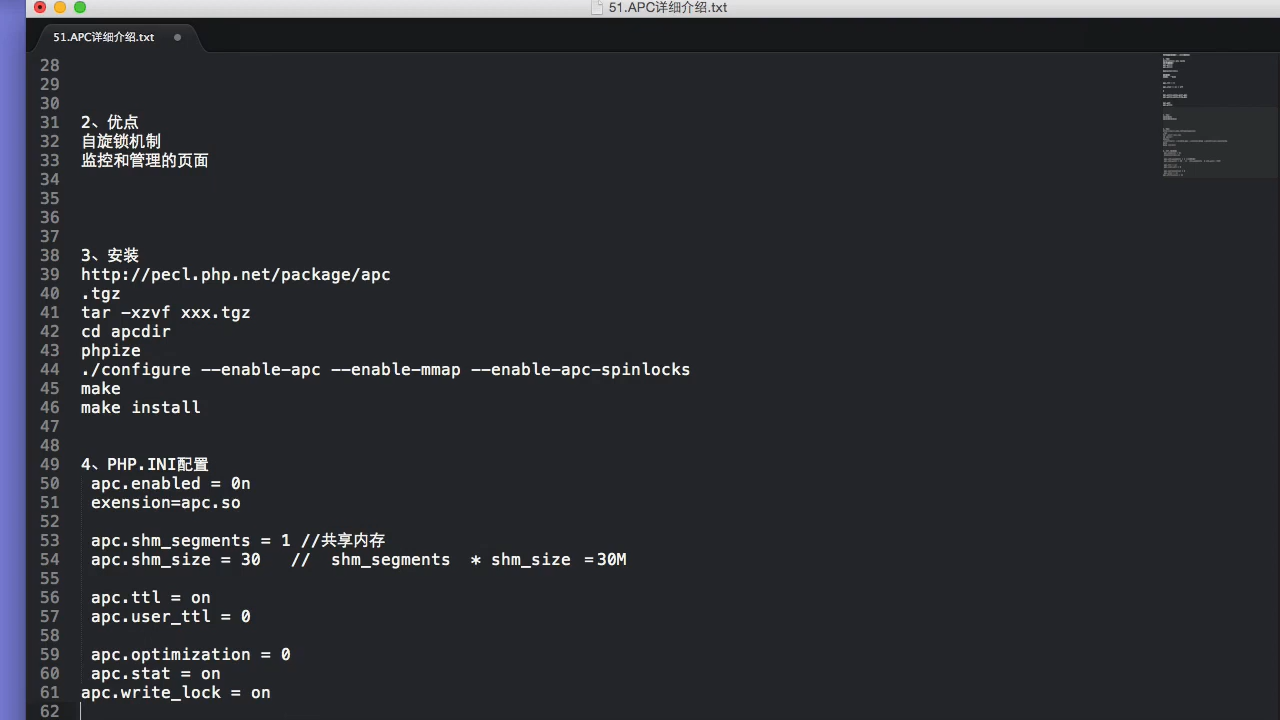 51.APC详细介绍.txt
51.APC详细介绍.txt
28
29
30
31 2、优点
32 自旋锁机制
33 监控和管理的页面
34
35
36
37
38 3、安装
39 http://pecl.php.net/package/apc
40 .tgz
41 tar -xzvf xxx.tgz
42 cd apcdir
43 phpize
44 ./configure --enable-apc --enable-mmap --enable-apc-spinlocks
45 make
46 make install
47
48
49 4、PHP.INI配置
50 apc.enabled = 0n
51 exension=apc.so
52
53 apc.shm_segments = 1 //共享内存
54 apc.shm_size = 30 // shm_segments * shm_size =30M
55
56 apc.ttl = on
57 apc.user_ttl = 0
58
59 apc.optimization = 0
60 apc.stat = on
61 apc.write_lock = on
62